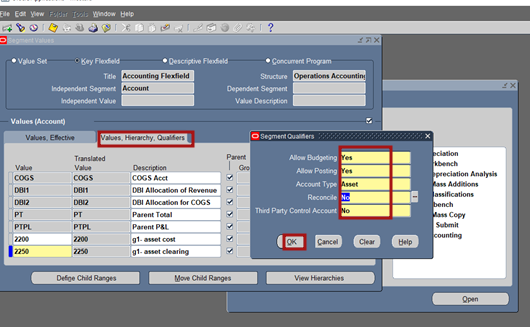 File Edit View Folder Tools Window Help
Segment Values
Value Set Key Flexfield Descriptive Flexfield Concurrent Program
Title Accounting Flexfield Structure Operations Accounting
Independent Segment Account Dependent Segment
Independent Value Value Description
Values (Account)
Values, Effective Values, Hierarchy, Qualifiers
Translated Parent
Value Value Description Gro
COGS COGS COGS Acct
DBI1 DBI1 DBI Allocation of Revenue
DBI2 DBI2 DBI Allocation for COGS
PT PT Parent Total
PTPL PTPL Parent P&L
2200 2200 g1- asset cost
2250 2250 g1- asset clearing
Define Child Ranges Move Child Ranges View Hierarchies
Segment Qualifiers
Allow Budgeting Yes
Allow Posting Yes
Account Type Asset
Reconcile No
Third Party Control Account No
OK Cancel Clear Help
eciation
kbench
preciation Analysis
Mass Additions
lassifications
bench
Mass Copy
Submit
counting
Open